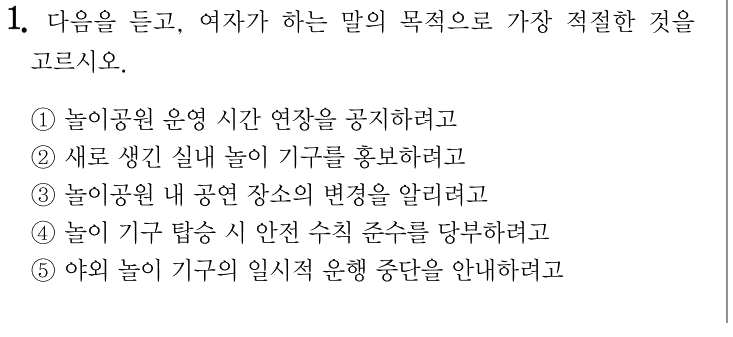 1. 다음을 듣고, 여자가 하는 말의 목적으로 가장 적절한 것을
고르시오.
① 놀이공원 운영 시간 연장을 공지하려고
② 새로 생긴 실내 놀이 기구를 홍보하려고
③ 놀이공원 내 공연 장소의 변경을 알리려고
④ 놀이 기구 탑승 시 안전 수칙 준수를 당부하려고
⑤ 야외 놀이 기구의 일시적 운행 중단을 안내하려고